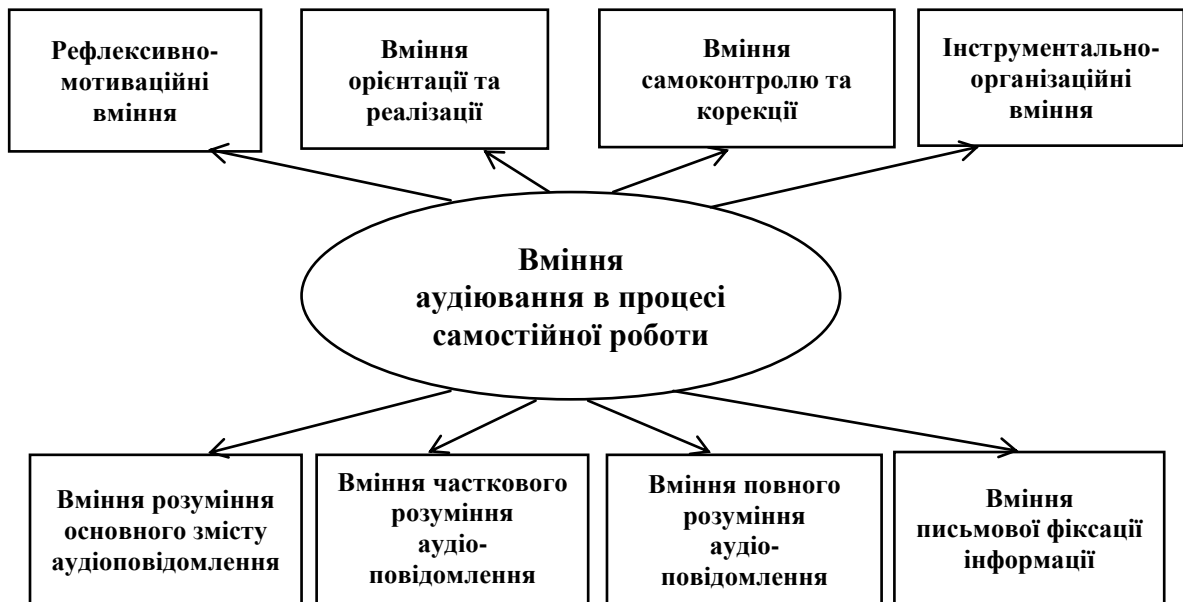 Рефлексивно-
мотиваційні
вміння
Вміння
орієнтації та
реалізації
Вміння
самоконтролю та
корекції
Інструментально-
організаційні
вміння
Вміння
аудіювання в процесі
самостійної роботи
Вміння розуміння
основного змісту
аудіоповідомлення
Вміння часткового
розуміння
аудіо-
повідомлення
Вміння повного
розуміння
аудіо-
повідомлення
Вміння
письмової фіксації
інформації